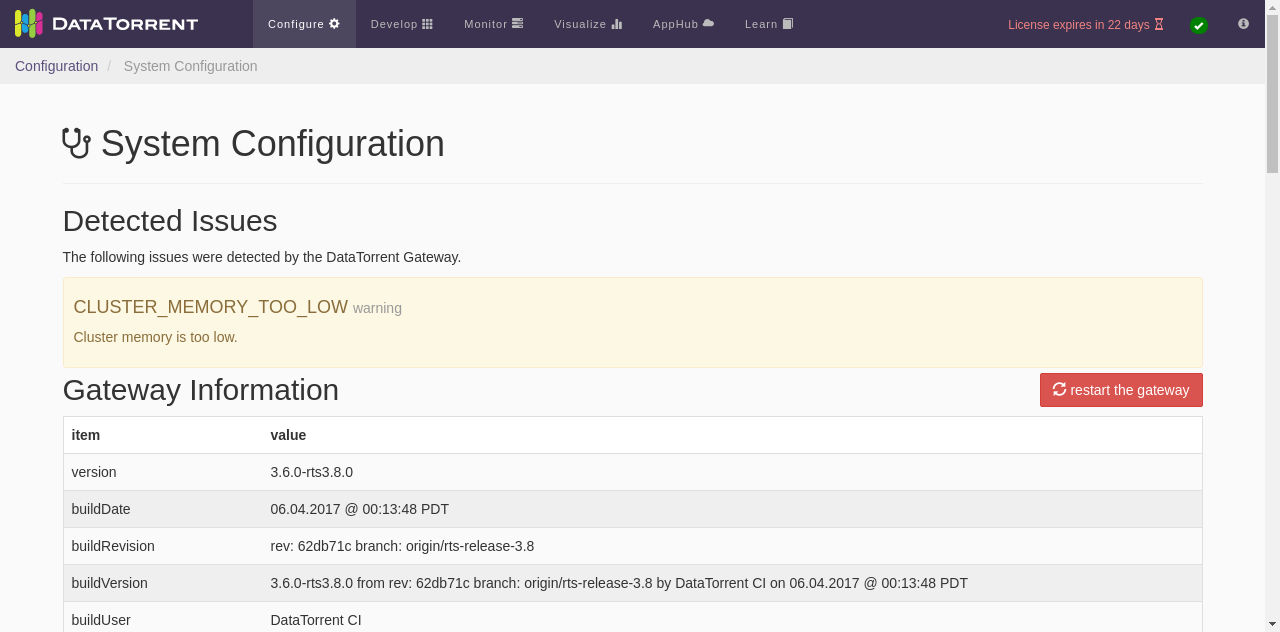 DATATORRENT Configure Develop Monitor Visualize AppHub Learn License expires in 22 days
Configuration / System Configuration
System Configuration
Detected Issues
The following issues were detected by the DataTorrent Gateway.
CLUSTER_MEMORY_TOO_LOW warning
Cluster memory is too low.
Gateway Information restart the gateway
item value
version 3.6.0-rts3.8.0
buildDate 06.04.2017 @ 00:13:48 PDT
buildRevision rev: 62db71c branch: origin/rts-release-3.8
buildVersion 3.6.0-rts3.8.0 from rev: 62db71c branch: origin/rts-release-3.8 by DataTorrent CI on 06.04.2017 @ 00:13:48 PDT
buildUser DataTorrent CI